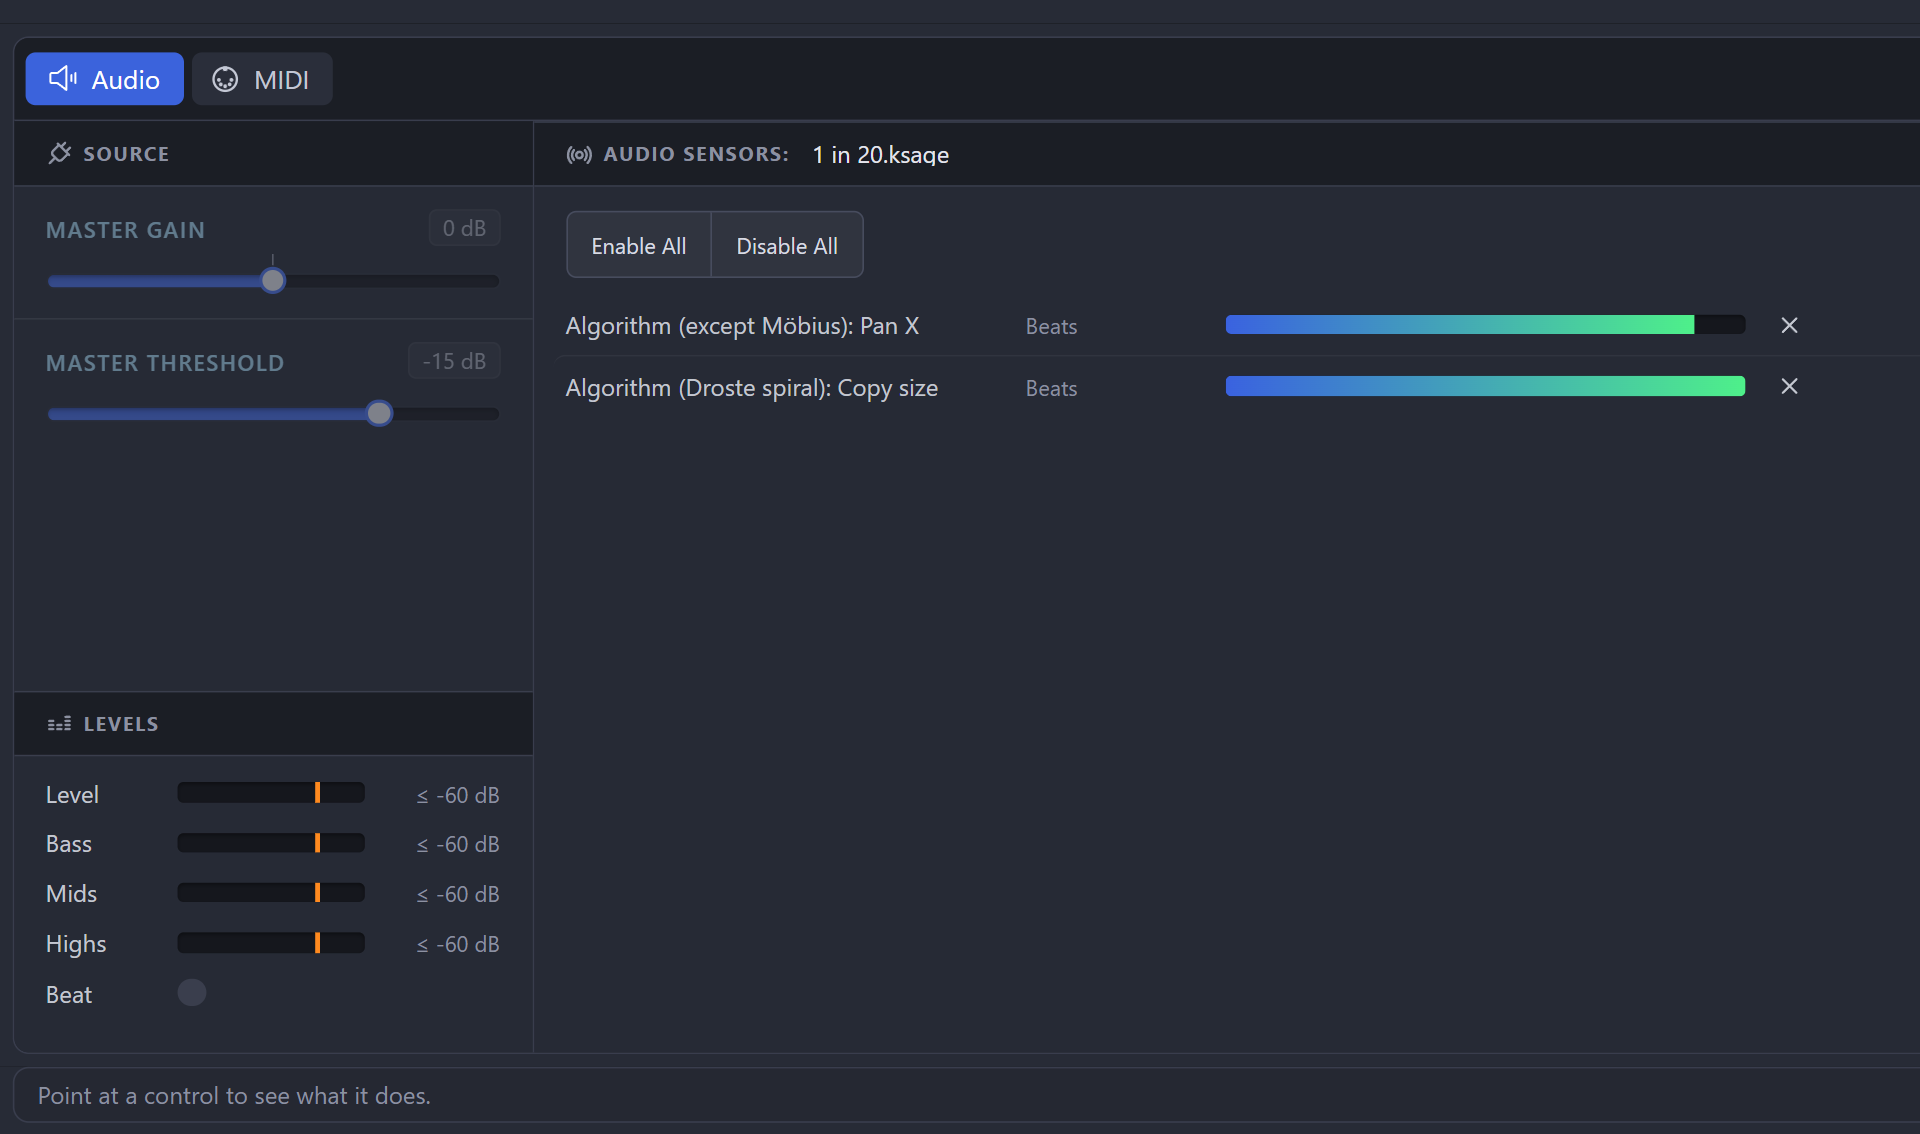 Audio
MIDI
SOURCE
AUDIO SENSORS: 1 in 20.ksage
MASTER GAIN
0 dB
Enable All
Disable All
Algorithm (except Möbius): Pan X
Beats
MASTER THRESHOLD
-15 dB
Algorithm (Droste spiral): Copy size
Beats
LEVELS
Level
≤ -60 dB
Bass
≤ -60 dB
Mids
≤ -60 dB
Highs
≤ -60 dB
Beat
Point at a control to see what it does.